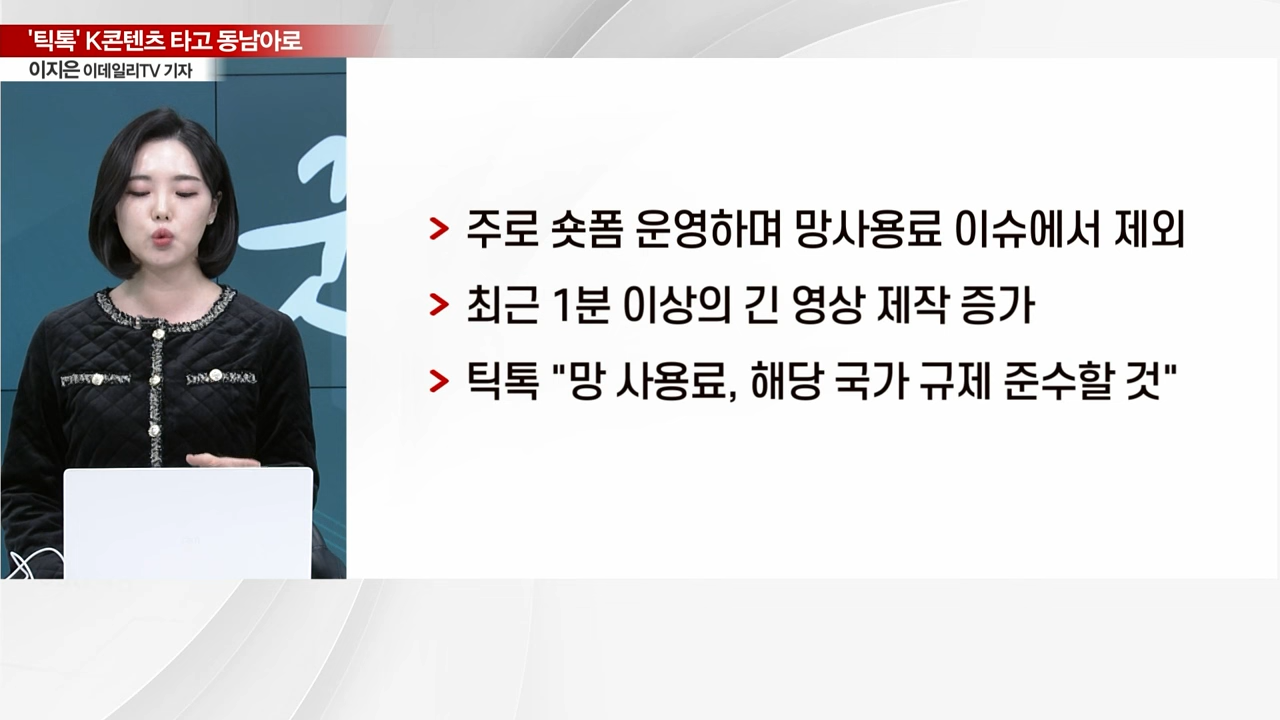 '틱톡' K콘텐츠 타고 동남아로
이지은 이데일리TV 기자
> 주로 숏폼 운영하며 망사용료 이슈에서 제외
> 최근 1분 이상의 긴 영상 제작 증가
> 틱톡 "망 사용료, 해당 국가 규제 준수할 것"